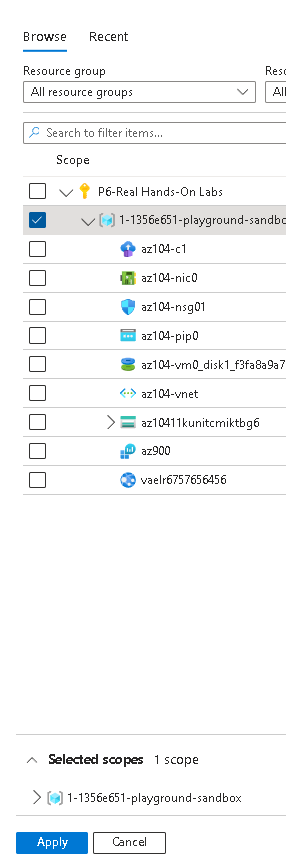 Browse Recent
Resource group Reso
All resource groups Al
Search to filter items...
Scope
P6-Real Hands-On Labs
1-1356e651-playground-sandbo
az104-c1
az104-nic0
az104-nsg01
az104-pip0
az104-vm0_disk1_f3fa8a9a7
az104-vnet
az10411kunitcmiktbg6
az900
vaelr6757656456
Selected scopes 1 scope
1-1356e651-playground-sandbox
Apply Cancel